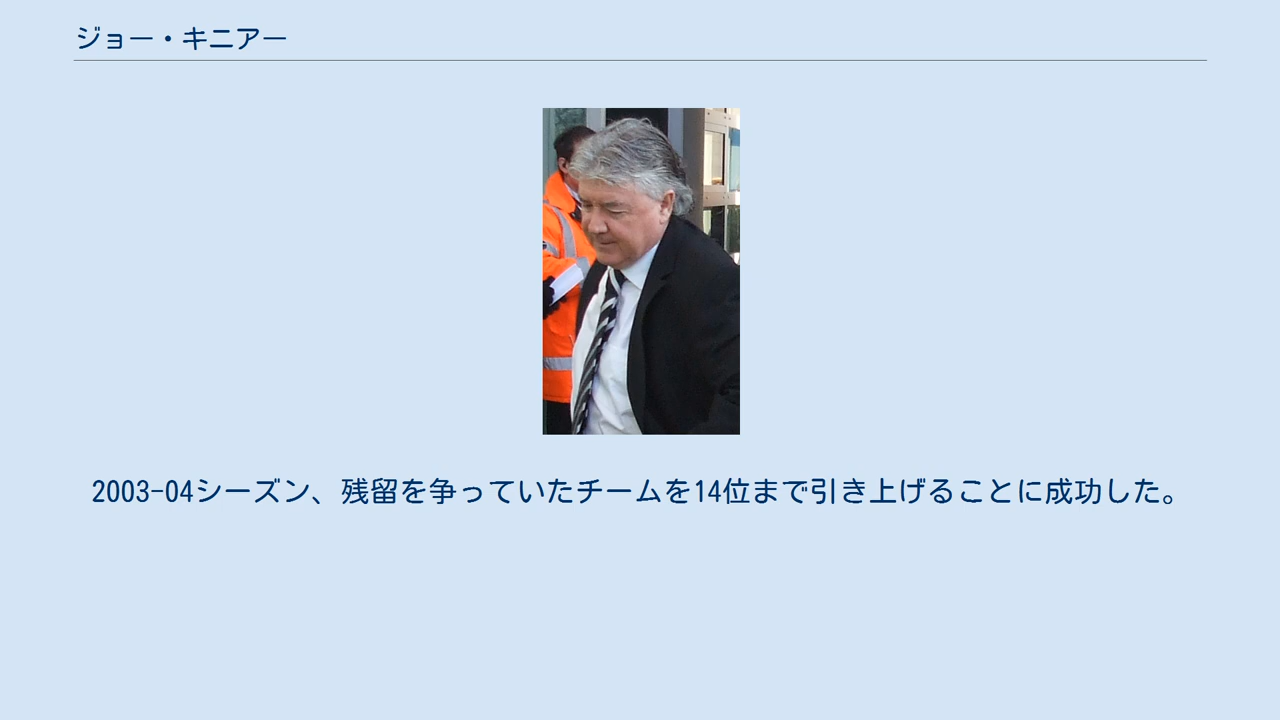 ジョー・キニアー
2003-04シーズン、残留を争っていたチームを14位まで引き上げることに成功した。